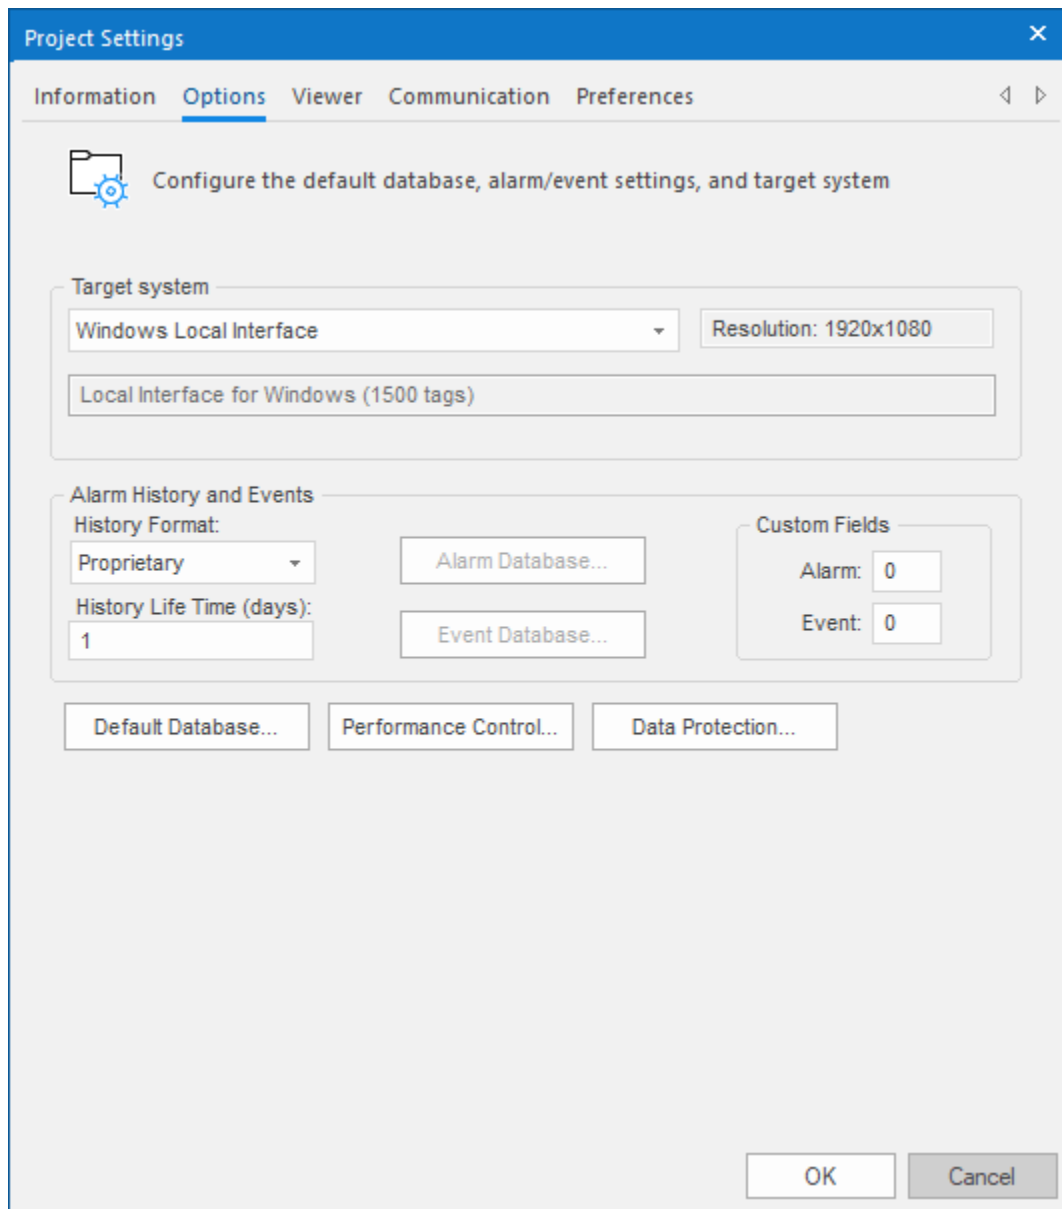 Project Settings
Information Options Viewer Communication Preferences
Configure the default database, alarm/event settings, and target system
Target system
Windows Local Interface
Resolution: 1920x1080
Local Interface for Windows (1500 tags)
Alarm History and Events
History Format:
Proprietary
History Life Time (days):
1
Alarm Database...
Event Database...
Custom Fields
Alarm: 0
Event: 0
Default Database... Performance Control... Data Protection...
OK Cancel